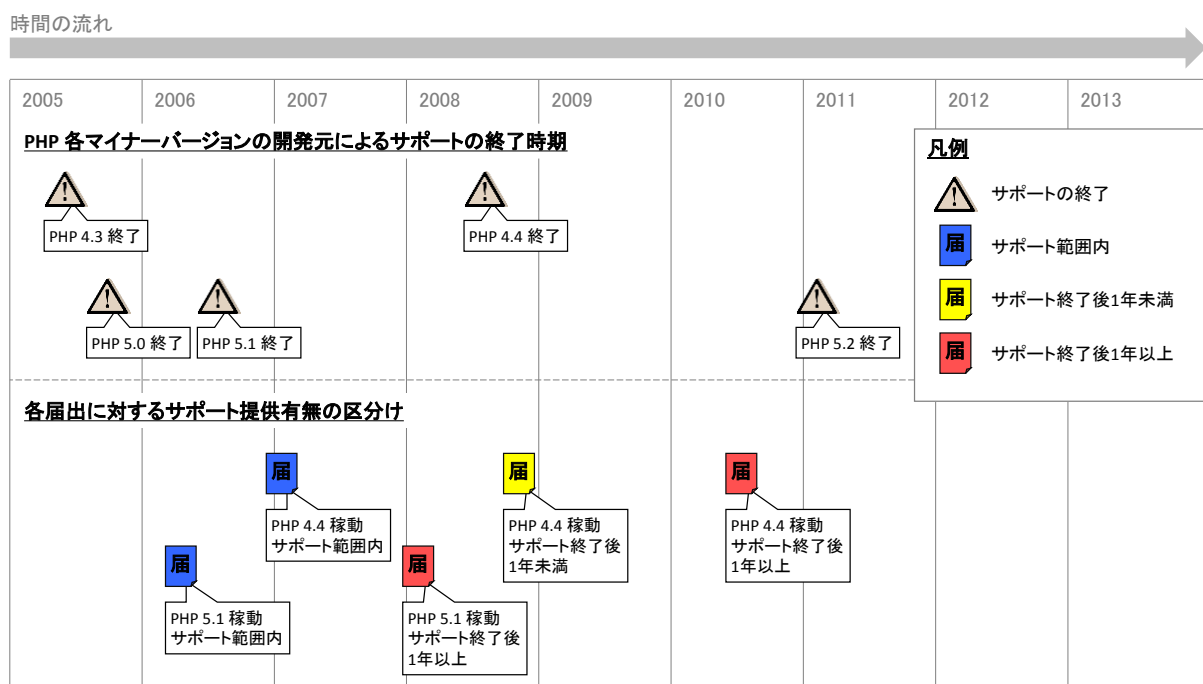 時間の流れ
2005 2006 2007 2008 2009 2010 2011 2012 2013
PHP 各マイナーバージョンの開発元によるサポートの終了時期
PHP 4.3 終了
PHP 4.4 終了
PHP 5.0 終了
PHP 5.1 終了
PHP 5.2 終了
凡例
! サポートの終了
届 サポート範囲内
届 サポート終了後1年未満
届 サポート終了後1年以上
各届出に対するサポート提供有無の区分け
届
PHP 4.4 稼動
サポート範囲内
届
PHP 4.4 稼動
サポート終了後
1年未満
届
PHP 4.4 稼動
サポート終了後
1年以上
届
PHP 5.1 稼動
サポート範囲内
届
PHP 5.1 稼動
サポート終了後
1年以上